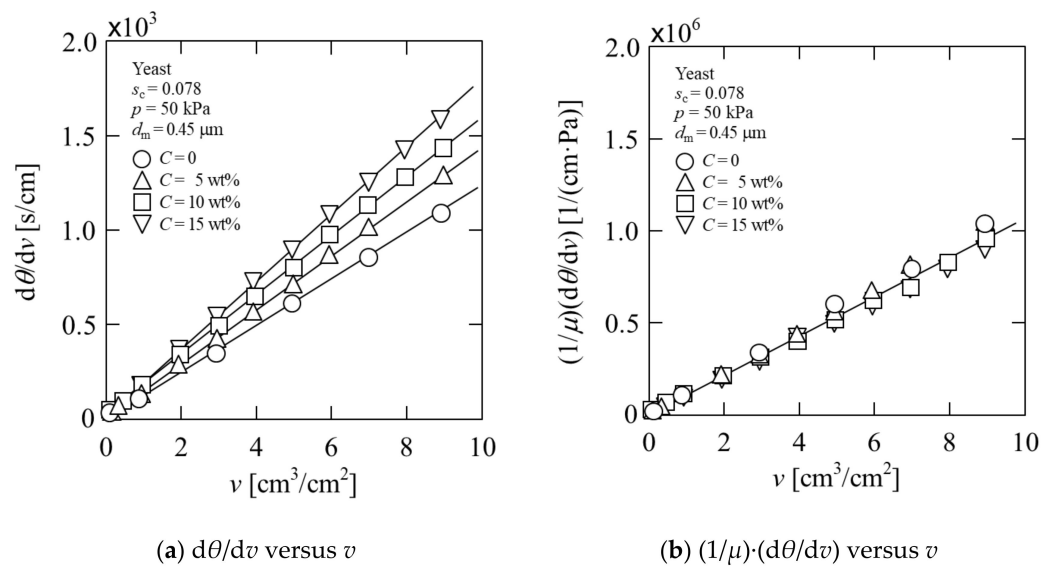 x10³
2.0
1.5
1.0
0.5
0
dθ/dv [s/cm]
Yeast
s_c = 0.078
p = 50 kPa
d_m = 0.45 µm
C = 0
C = 5 wt%
C = 10 wt%
C = 15 wt%
0 2 4 6 8 10
v [cm³/cm²]
(a) dθ/dv versus v
x10⁶
2.0
1.5
1.0
0.5
0
(1/µ)(dθ/dv) [1/(cm·Pa)]
Yeast
s_c = 0.078
p = 50 kPa
d_m = 0.45 µm
C = 0
C = 5 wt%
C = 10 wt%
C = 15 wt%
0 2 4 6 8 10
v [cm³/cm²]
(b) (1/µ)·(dθ/dv) versus v